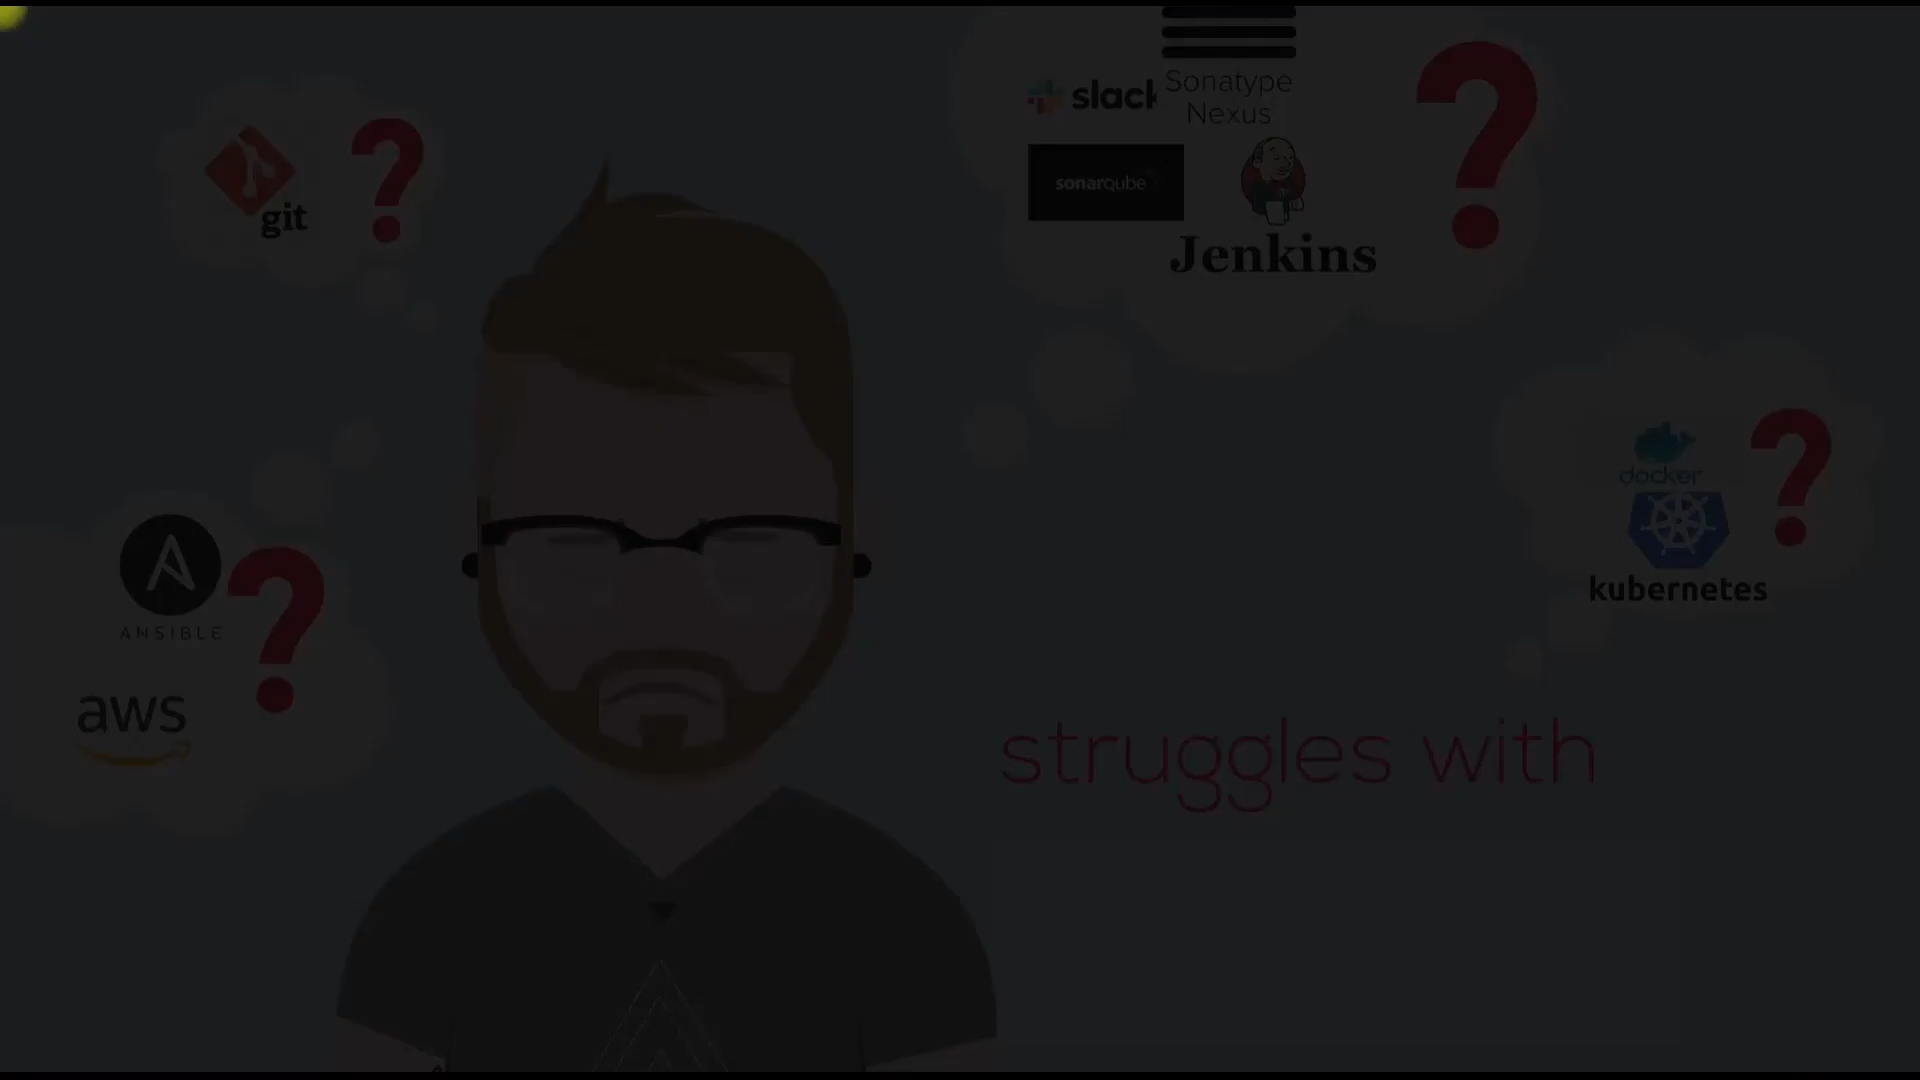 slack
Sonatype
Nexus
git
sonarqube
Jenkins
docker
kubernetes
ANSIBLE
aws
struggles with
?
?
?
?